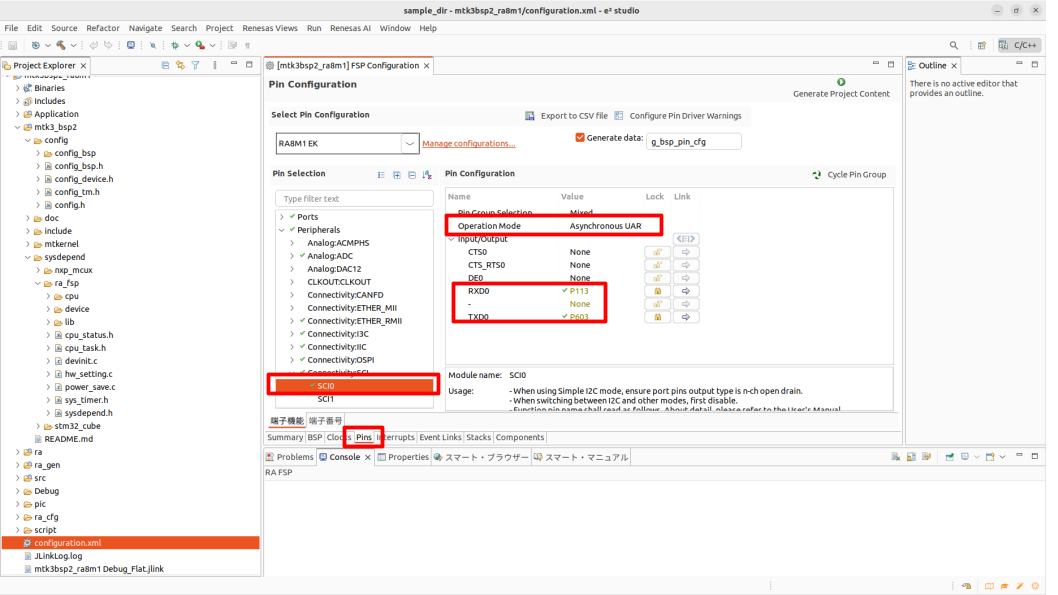 sample_dir - mtk3bsp2_ra8m1/configuration.xml - e² studio
File Edit Source Refactor Navigate Search Project Renesas Views Run Renesas AI Window Help
C/C++
Project Explorer
mtk3bsp2_ra8m1
Binaries
Includes
Application
mtk3_bsp2
config
config_bsp
config_bsp.h
config_device.h
config_tm.h
config.h
doc
include
mtkernel
sysdepend
nxp_mcux
ra_fsp
cpu
device
lib
cpu_status.h
cpu_task.h
devinit.c
hw_setting.c
power_save.c
sys_timer.h
sysdepend.h
stm32_cube
README.md
ra
ra_gen
src
Debug
pic
ra_cfg
script
configuration.xml
JLinkLog.log
mtk3bsp2_ra8m1 Debug_Flat.jlink
[mtk3bsp2_ra8m1] FSP Configuration
Pin Configuration
Generate Project Content
Select Pin Configuration
Export to CSV file
Configure Pin Driver Warnings
RA8M1 EK
Manage configurations...
Generate data:
g_bsp_pin_cfg
Pin Selection
Type filter text
Ports
Peripherals
Analog:ACMPHS
Analog:ADC
Analog:DAC12
CLKOUT:CLKOUT
Connectivity:CANFD
Connectivity:ETHER_MII
Connectivity:ETHER_RMII
Connectivity:I3C
Connectivity:IIC
Connectivity:OSPI
Connectivity:SCI
SCI0
SCI1
Pin Configuration
Cycle Pin Group
Name Value Lock Link
Pin Group Selection Mixed
Operation Mode Asynchronous UAR
Input/Output
CTS0 None
CTS_RTS0 None
DE0 None
RXD0 P113
- None
TXD0 P603
Module name: SCI0
Usage: - When using Simple I2C mode, ensure port pins output type is n-ch open drain.
- When switching between I2C and other modes, first disable.
- Function pin name shall read as follows. About detail, please refer to the User's Manual
端子機能 端子番号
Summary BSP Clocks Pins Interrupts Event Links Stacks Components
Problems Console Properties スマート・ブラウザー スマート・マニュアル
RA FSP
Outline
There is no active editor that
provides an outline.